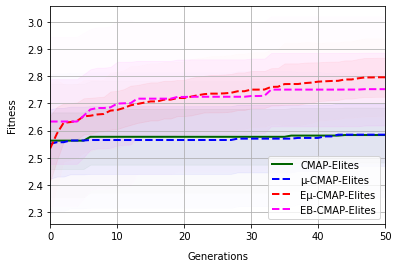 3.0
2.9
2.8
2.7
2.6
2.5
2.4
2.3
Fitness
0 10 20 30 40 50
Generations
CMAP-Elites
μ-CMAP-Elites
Eμ-CMAP-Elites
EB-CMAP-Elites